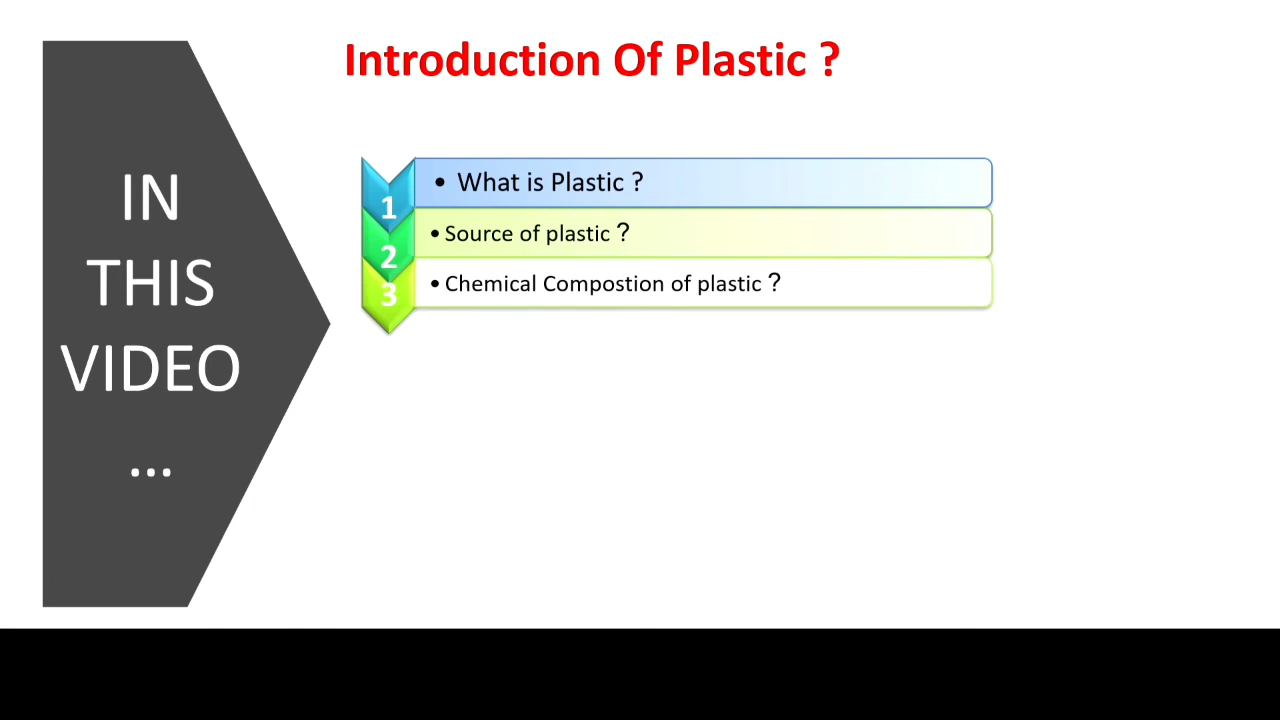 Introduction Of Plastic ?
IN
THIS
VIDEO
...
1
• What is Plastic ?
2
• Source of plastic ?
3
• Chemical Compostion of plastic ?